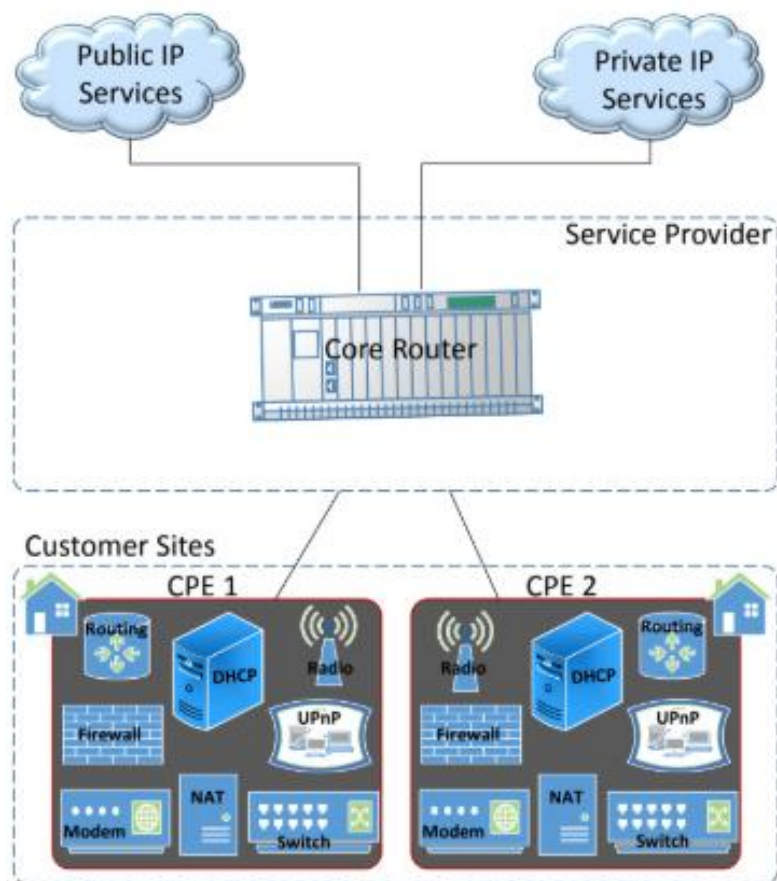 Public IP
Services
Private IP
Services
Service Provider
Core Router
Customer Sites
CPE 1
Routing
DHCP
Radio
Firewall
UPnP
Modem
NAT
Switch
CPE 2
Radio
DHCP
Routing
Firewall
UPnP
Modem
NAT
Switch